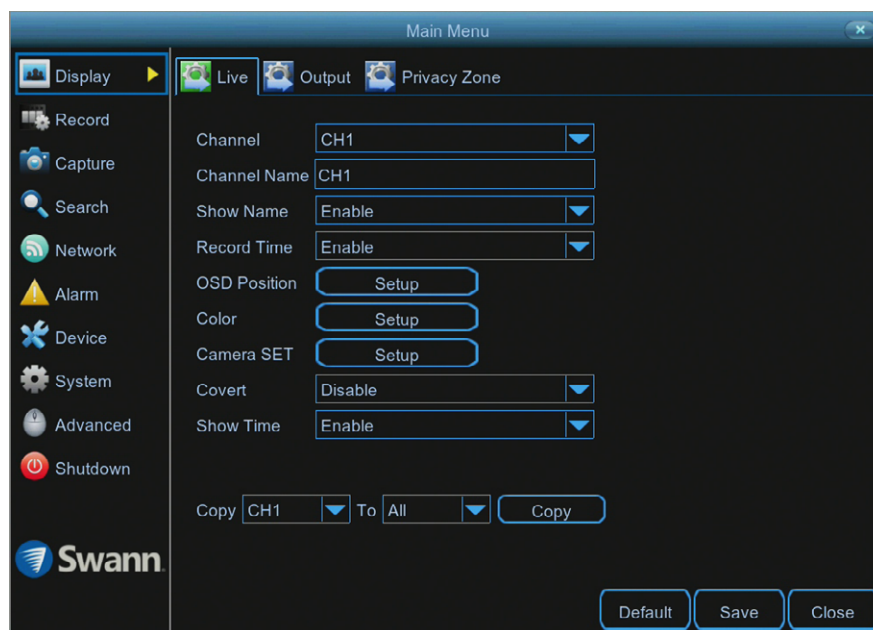 Main Menu
Display
Record
Capture
Search
Network
Alarm
Device
System
Advanced
Shutdown
Swann
Live Output Privacy Zone
Channel CH1
Channel Name CH1
Show Name Enable
Record Time Enable
OSD Position Setup
Color Setup
Camera SET Setup
Covert Disable
Show Time Enable
Copy CH1 To All Copy
Default Save Close